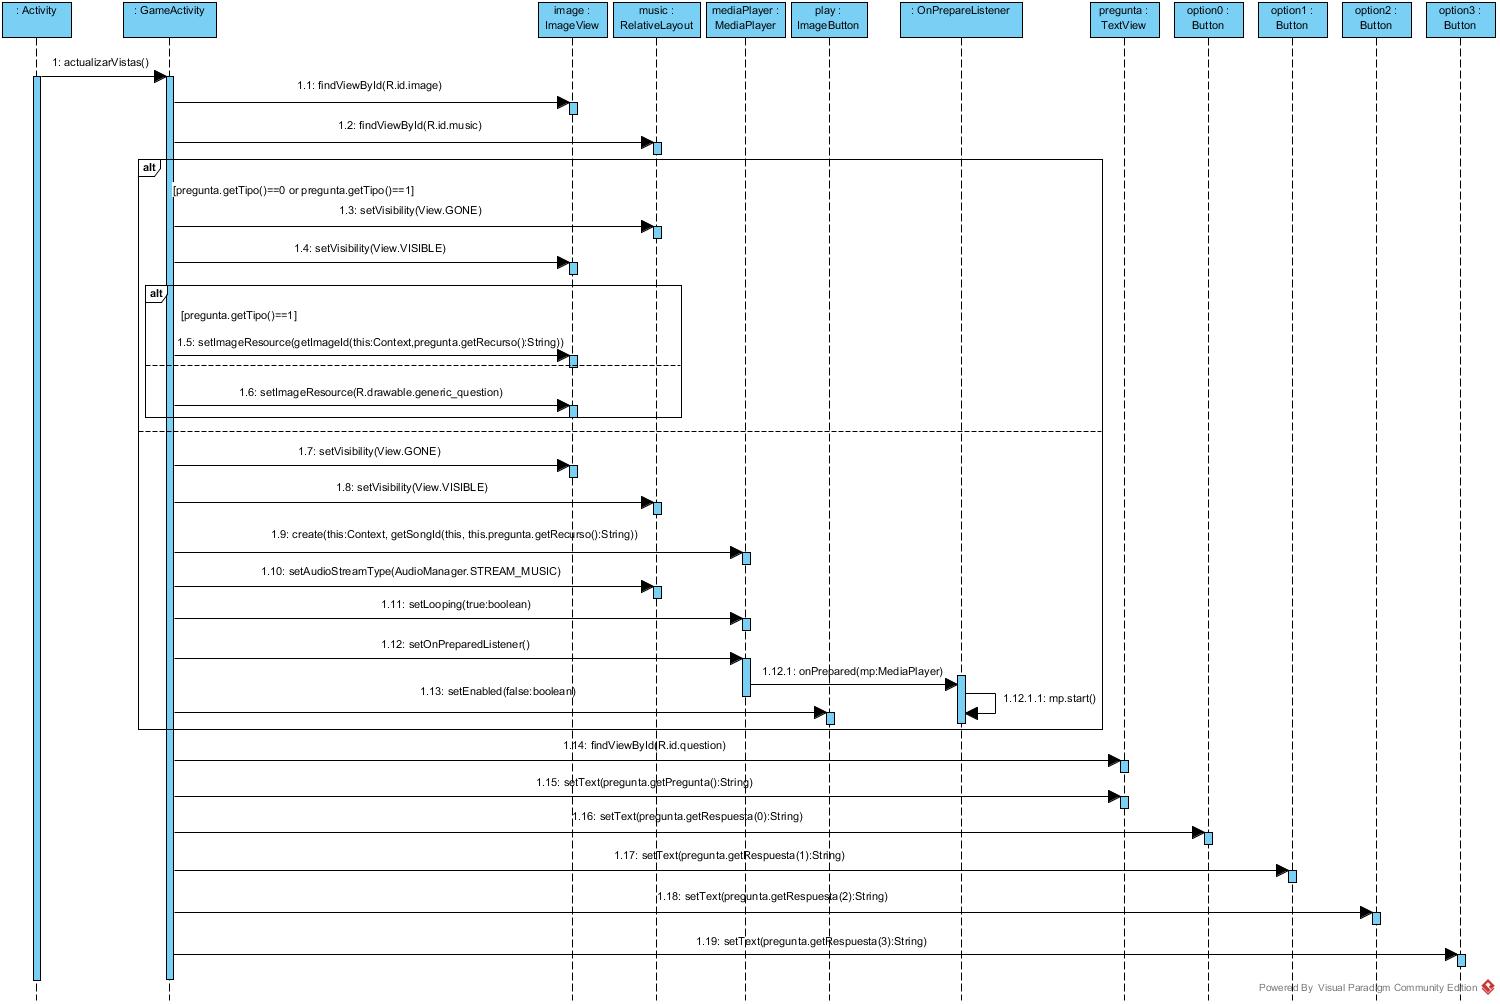 : Activity
: GameActivity
image :
ImageView
music :
RelativeLayout
mediaPlayer :
MediaPlayer
play :
ImageButton
: OnPrepareListener
pregunta :
TextView
option0 :
Button
option1 :
Button
option2 :
Button
option3 :
Button
1: actualizarVistas()
1.1: findViewById(R.id.image)
1.2: findViewById(R.id.music)
alt
[pregunta.getTipo()==0 or pregunta.getTipo()==1]
1.3: setVisibility(View.GONE)
1.4: setVisibility(View.VISIBLE)
alt
[pregunta.getTipo()==1]
1.5: setImageResource(getImageId(this:Context,pregunta.getRecurso():String))
1.6: setImageResource(R.drawable.generic_question)
1.7: setVisibility(View.GONE)
1.8: setVisibility(View.VISIBLE)
1.9: create(this:Context, getSongId(this, this.pregunta.getRecurso():String))
1.10: setAudioStreamType(AudioManager.STREAM_MUSIC)
1.11: setLooping(true:boolean)
1.12: setOnPreparedListener()
1.12.1: onPrepared(mp:MediaPlayer)
1.13: setEnabled(false:boolean)
1.12.1.1: mp.start()
1.14: findViewById(R.id.question)
1.15: setText(pregunta.getPregunta():String)
1.16: setText(pregunta.getRespuesta(0):String)
1.17: setText(pregunta.getRespuesta(1):String)
1.18: setText(pregunta.getRespuesta(2):String)
1.19: setText(pregunta.getRespuesta(3):String)
Powered By Visual Paradigm Community Edition